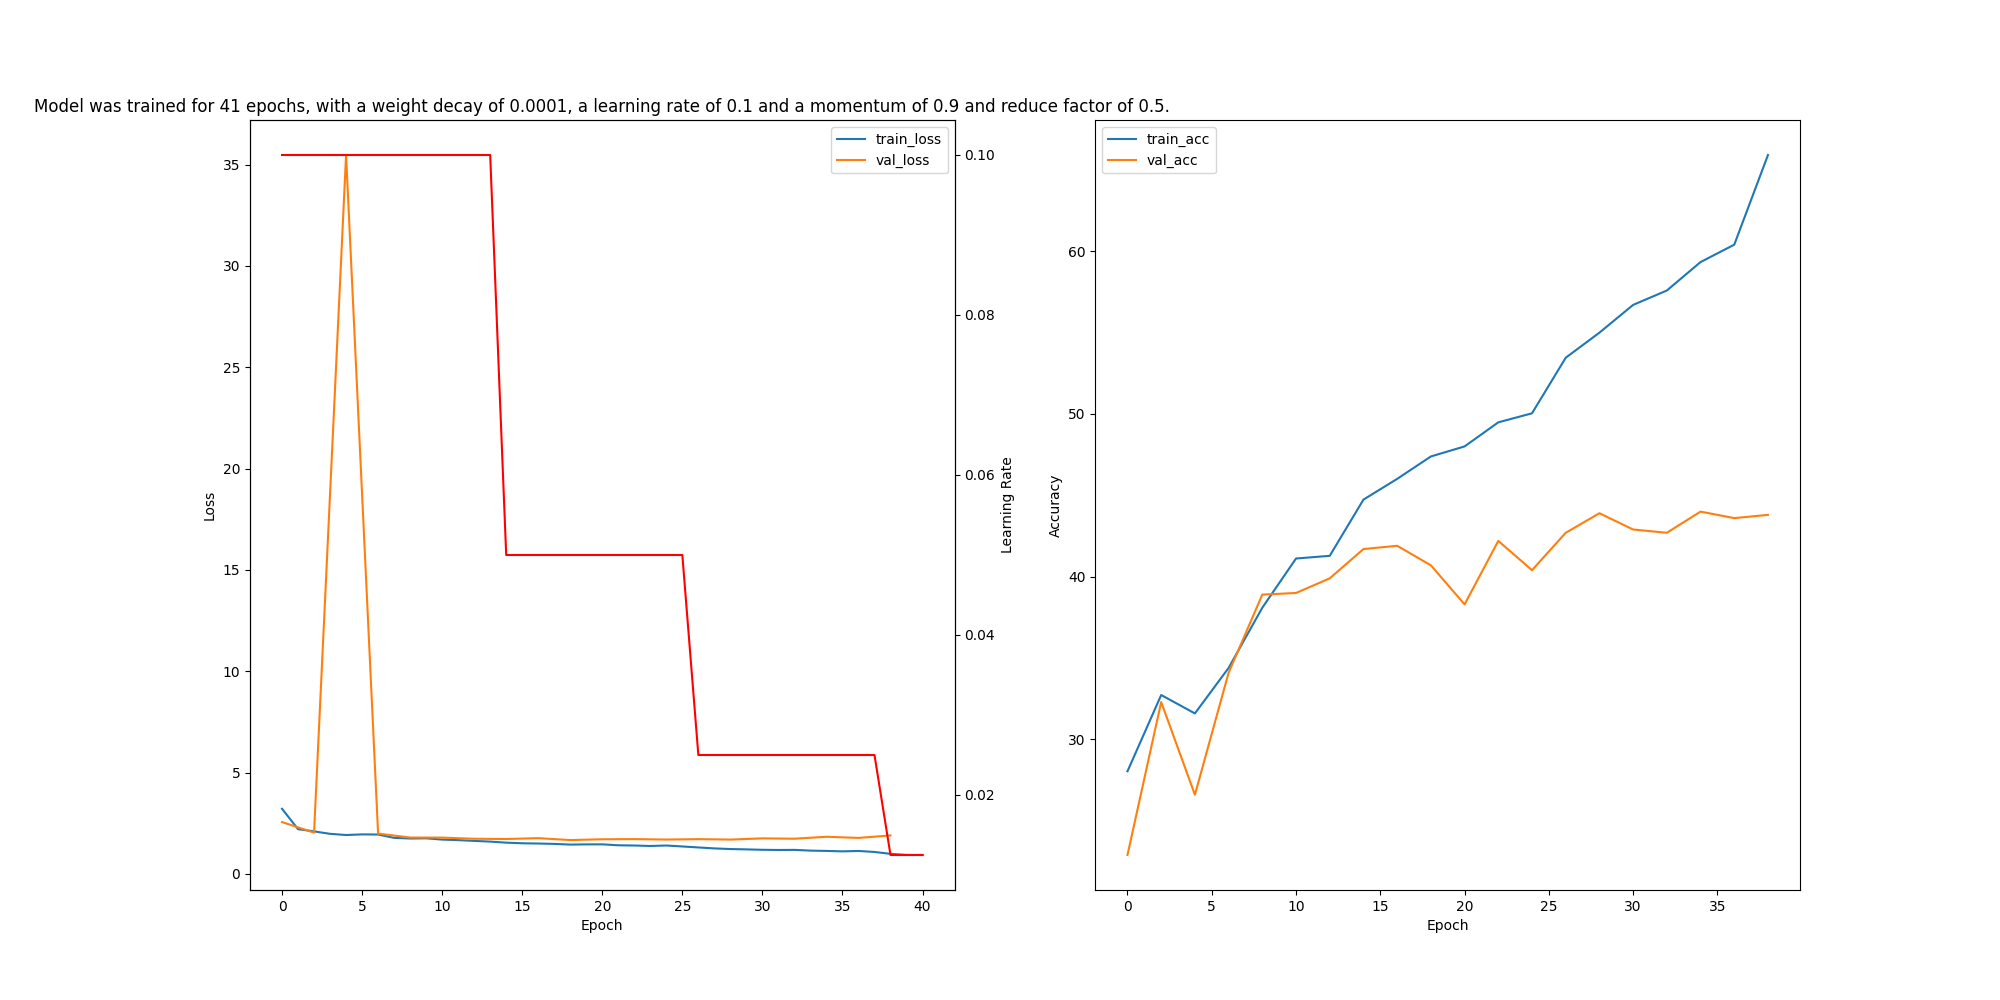 Model was trained for 41 epochs, with a weight decay of 0.0001, a learning rate of 0.1 and a momentum of 0.9 and reduce factor of 0.5.
train_loss
val_loss
35
30
25
20
15
10
5
0
Loss
0 5 10 15 20 25 30 35 40
Epoch
0.10
0.08
0.06
0.04
0.02
Learning Rate
train_acc
val_acc
60
50
40
30
Accuracy
0 5 10 15 20 25 30 35
Epoch